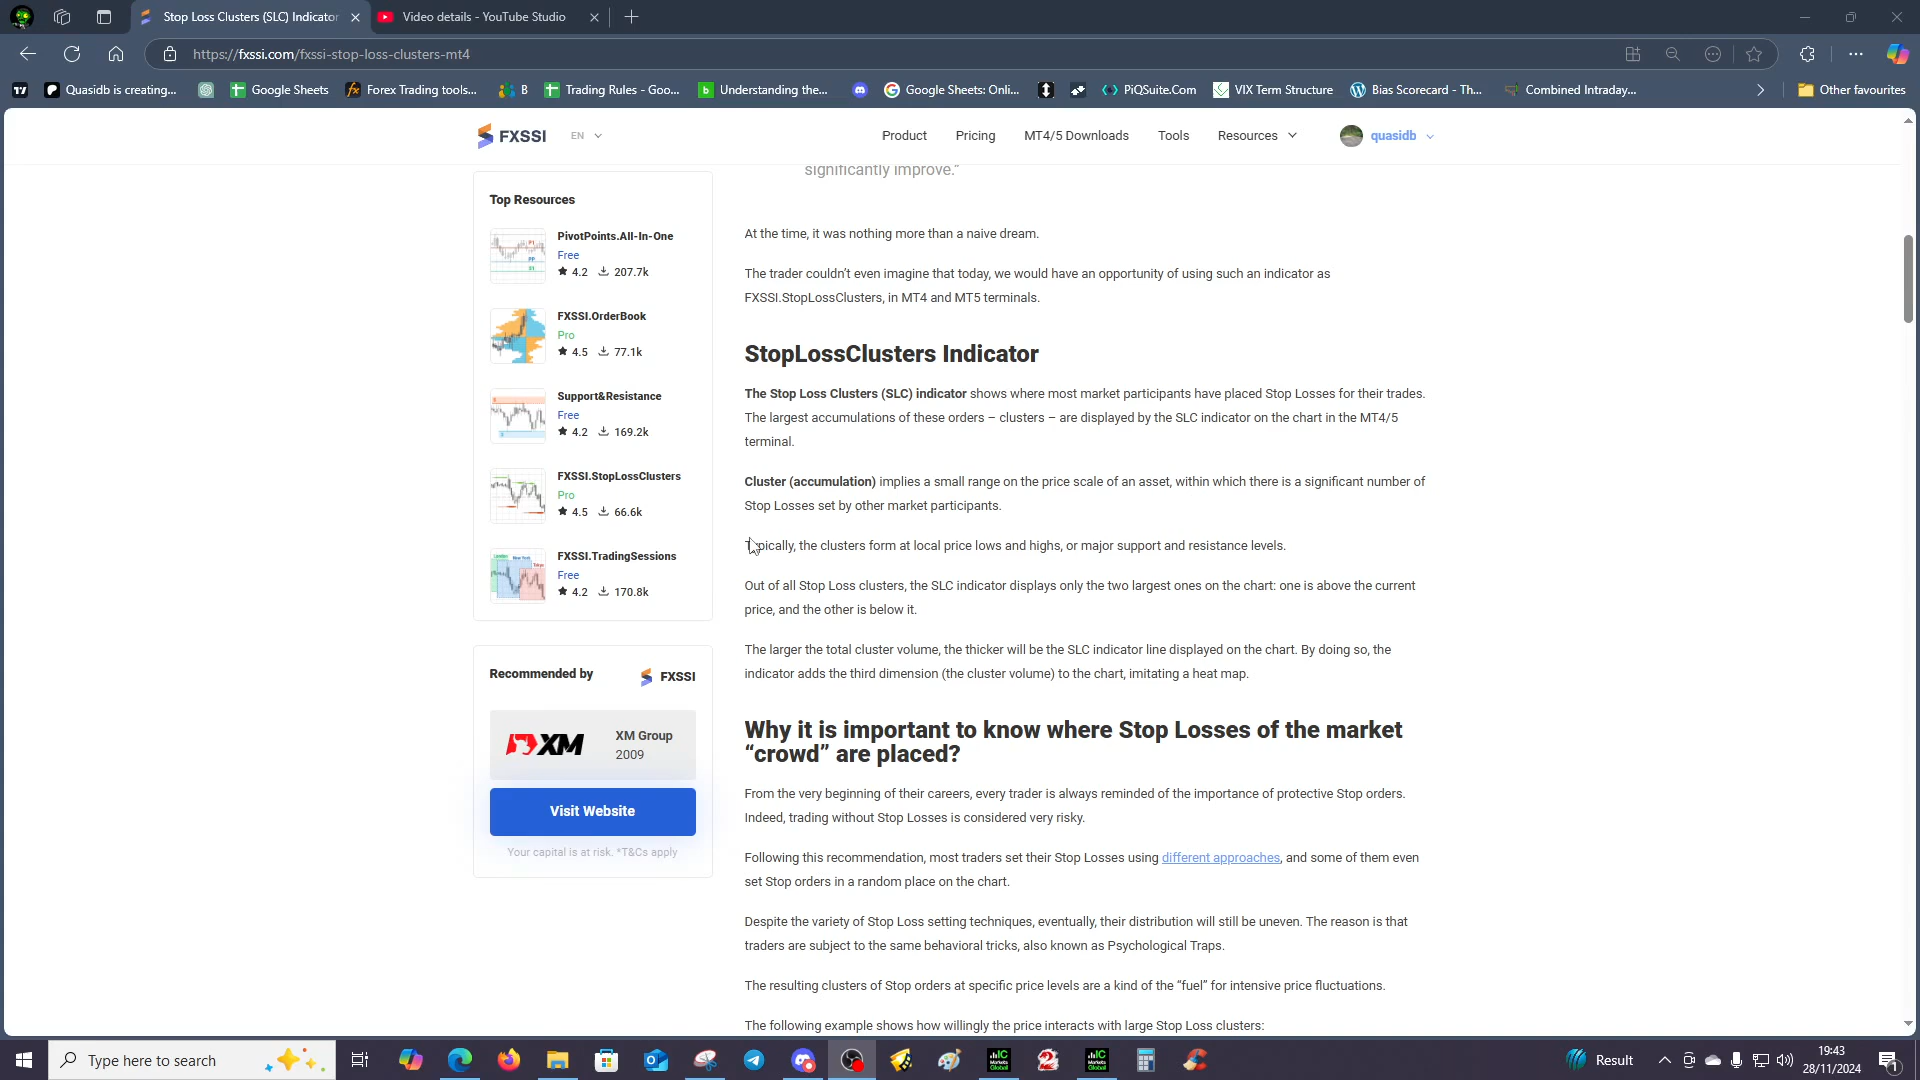 Stop Loss Clusters (SLC) Indicator
Video details - YouTube Studio
https://fxssi.com/fxssi-stop-loss-clusters-mt4
Quasidb is creating...
Google Sheets
Forex Trading tools...
B
Trading Rules - Goo...
Understanding the...
Google Sheets: Onli...
PiQSuite.Com
VIX Term Structure
Bias Scorecard - Th...
Combined Intraday...
Other favourites
FXSSI
EN
Product
Pricing
MT4/5 Downloads
Tools
Resources
quasidb
Top Resources
PivotPoints.All-In-One
Free
4.2 207.7k
FXSSI.OrderBook
Pro
4.5 77.1k
Support&Resistance
Free
4.2 169.2k
FXSSI.StopLossClusters
Pro
4.5 66.6k
FXSSI.TradingSessions
Free
4.2 170.8k
Recommended by
FXSSI
XM
XM Group
2009
Visit Website
Your capital is at risk. *T&Cs apply
significantly improve.”
At the time, it was nothing more than a naive dream.
The trader couldn’t even imagine that today, we would have an opportunity of using such an indicator as
FXSSI.StopLossClusters, in MT4 and MT5 terminals.
StopLossClusters Indicator
The Stop Loss Clusters (SLC) indicator shows where most market participants have placed Stop Losses for their trades.
The largest accumulations of these orders – clusters – are displayed by the SLC indicator on the chart in the MT4/5
terminal.
Cluster (accumulation) implies a small range on the price scale of an asset, within which there is a significant number of
Stop Losses set by other market participants.
Typically, the clusters form at local price lows and highs, or major support and resistance levels.
Out of all Stop Loss clusters, the SLC indicator displays only the two largest ones on the chart: one is above the current
price, and the other is below it.
The larger the total cluster volume, the thicker will be the SLC indicator line displayed on the chart. By doing so, the
indicator adds the third dimension (the cluster volume) to the chart, imitating a heat map.
Why it is important to know where Stop Losses of the market
“crowd” are placed?
From the very beginning of their careers, every trader is always reminded of the importance of protective Stop orders.
Indeed, trading without Stop Losses is considered very risky.
Following this recommendation, most traders set their Stop Losses using different approaches, and some of them even
set Stop orders in a random place on the chart.
Despite the variety of Stop Loss setting techniques, eventually, their distribution will still be uneven. The reason is that
traders are subject to the same behavioral tricks, also known as Psychological Traps.
The resulting clusters of Stop orders at specific price levels are a kind of the “fuel” for intensive price fluctuations.
The following example shows how willingly the price interacts with large Stop Loss clusters:
Type here to search
Result
19:43
28/11/2024
1